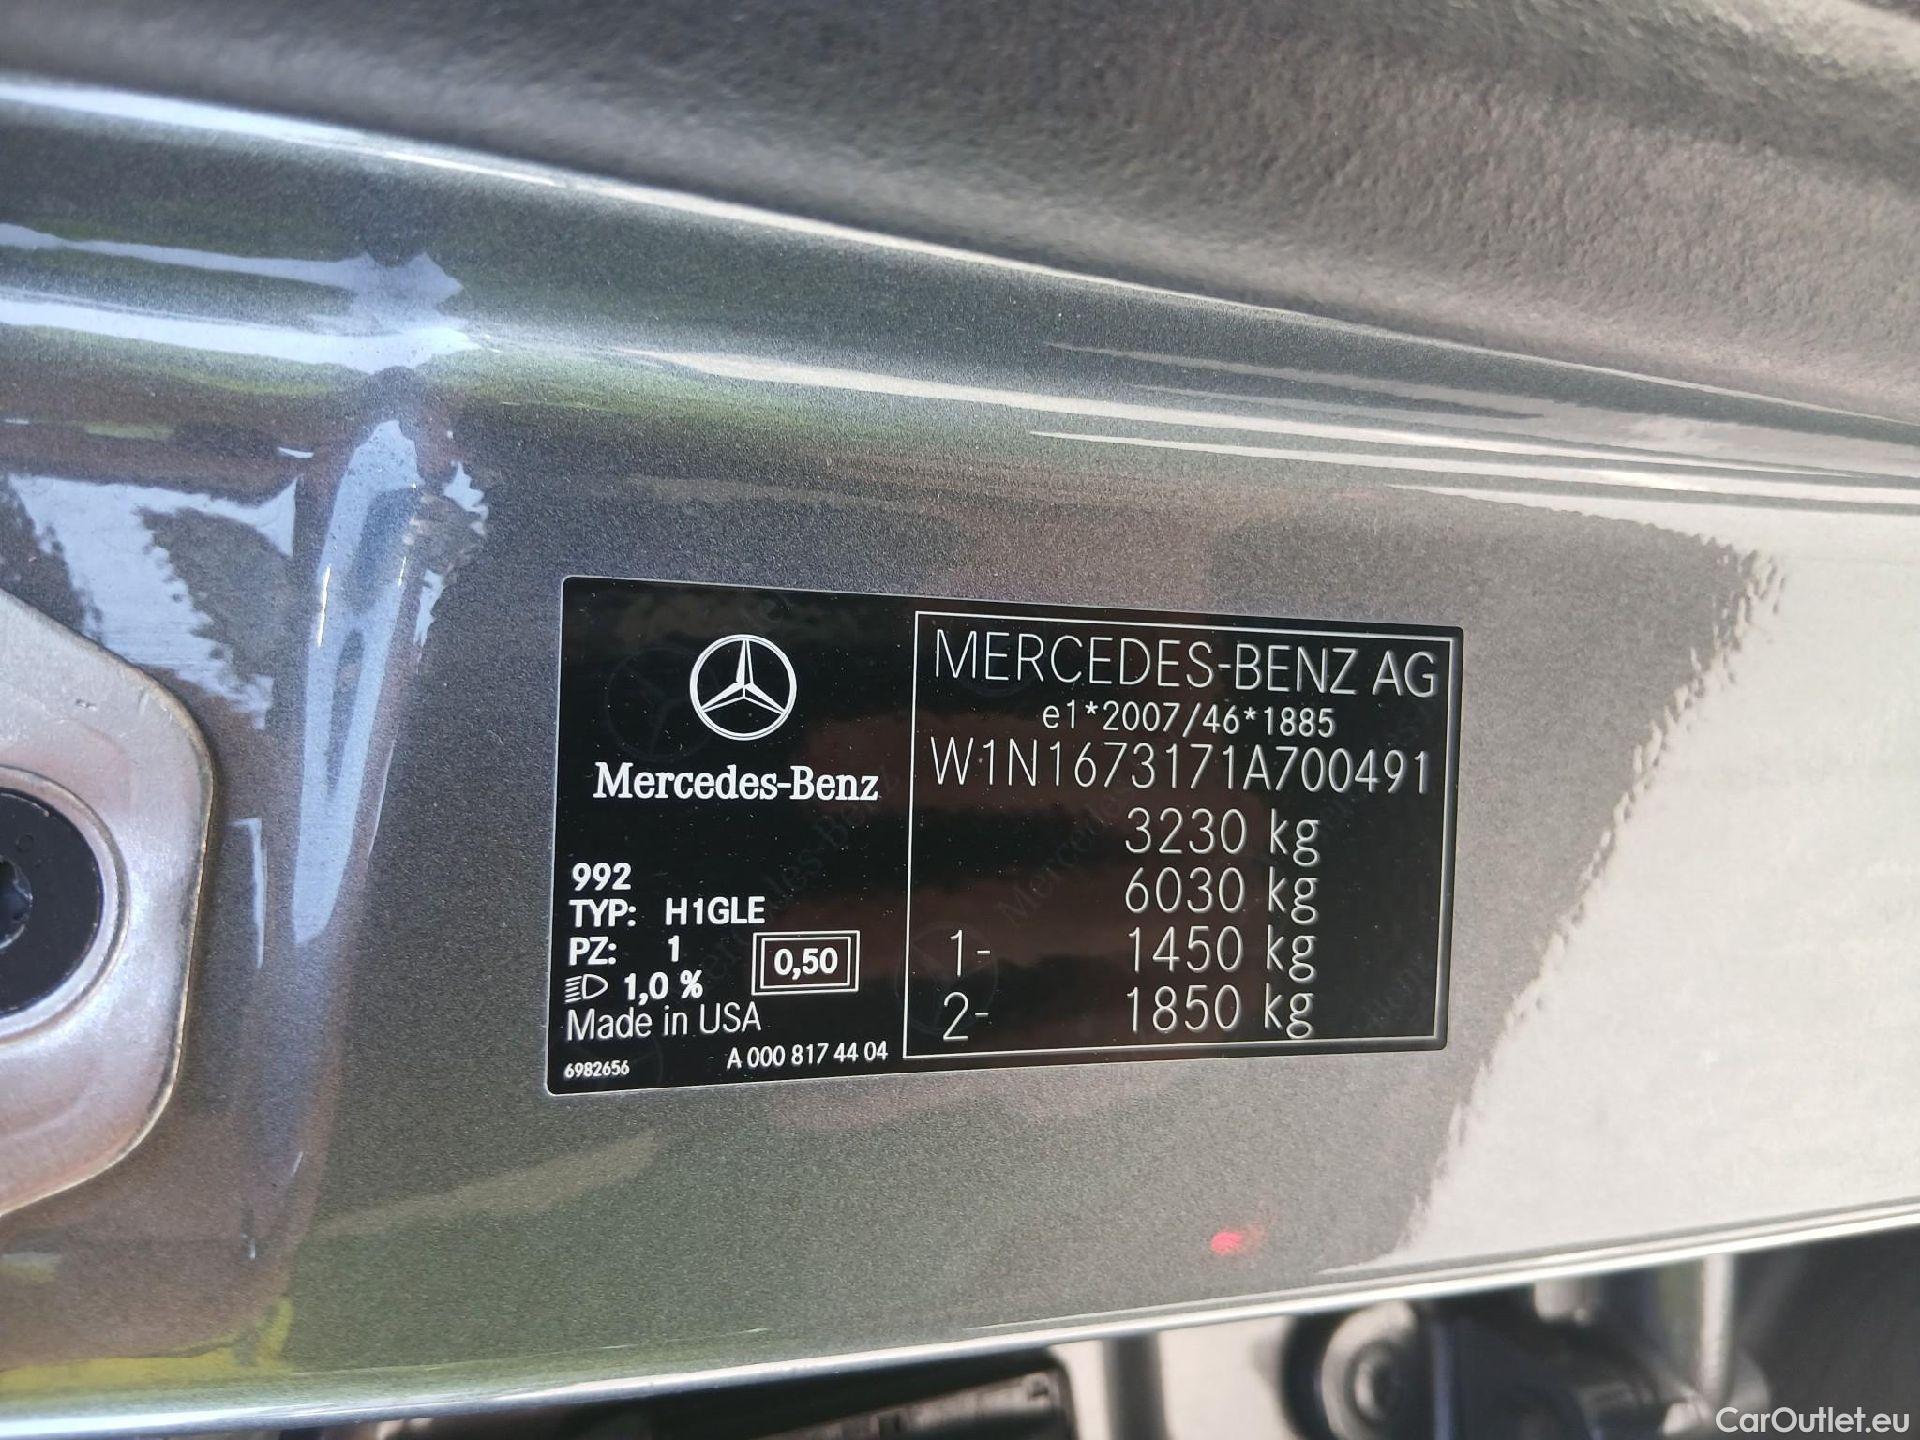 Mercedes-Benz
992
TYP: H1GLE
PZ: 1
1,0 %
0,50
Made in USA
6982656
A 000 817 44 04
MERCEDES-BENZ AG
e1*2007/46*1885
W1N1673171A700491
3230 kg
6030 kg
1- 1450 kg
2- 1850 kg
CarOutlet.eu